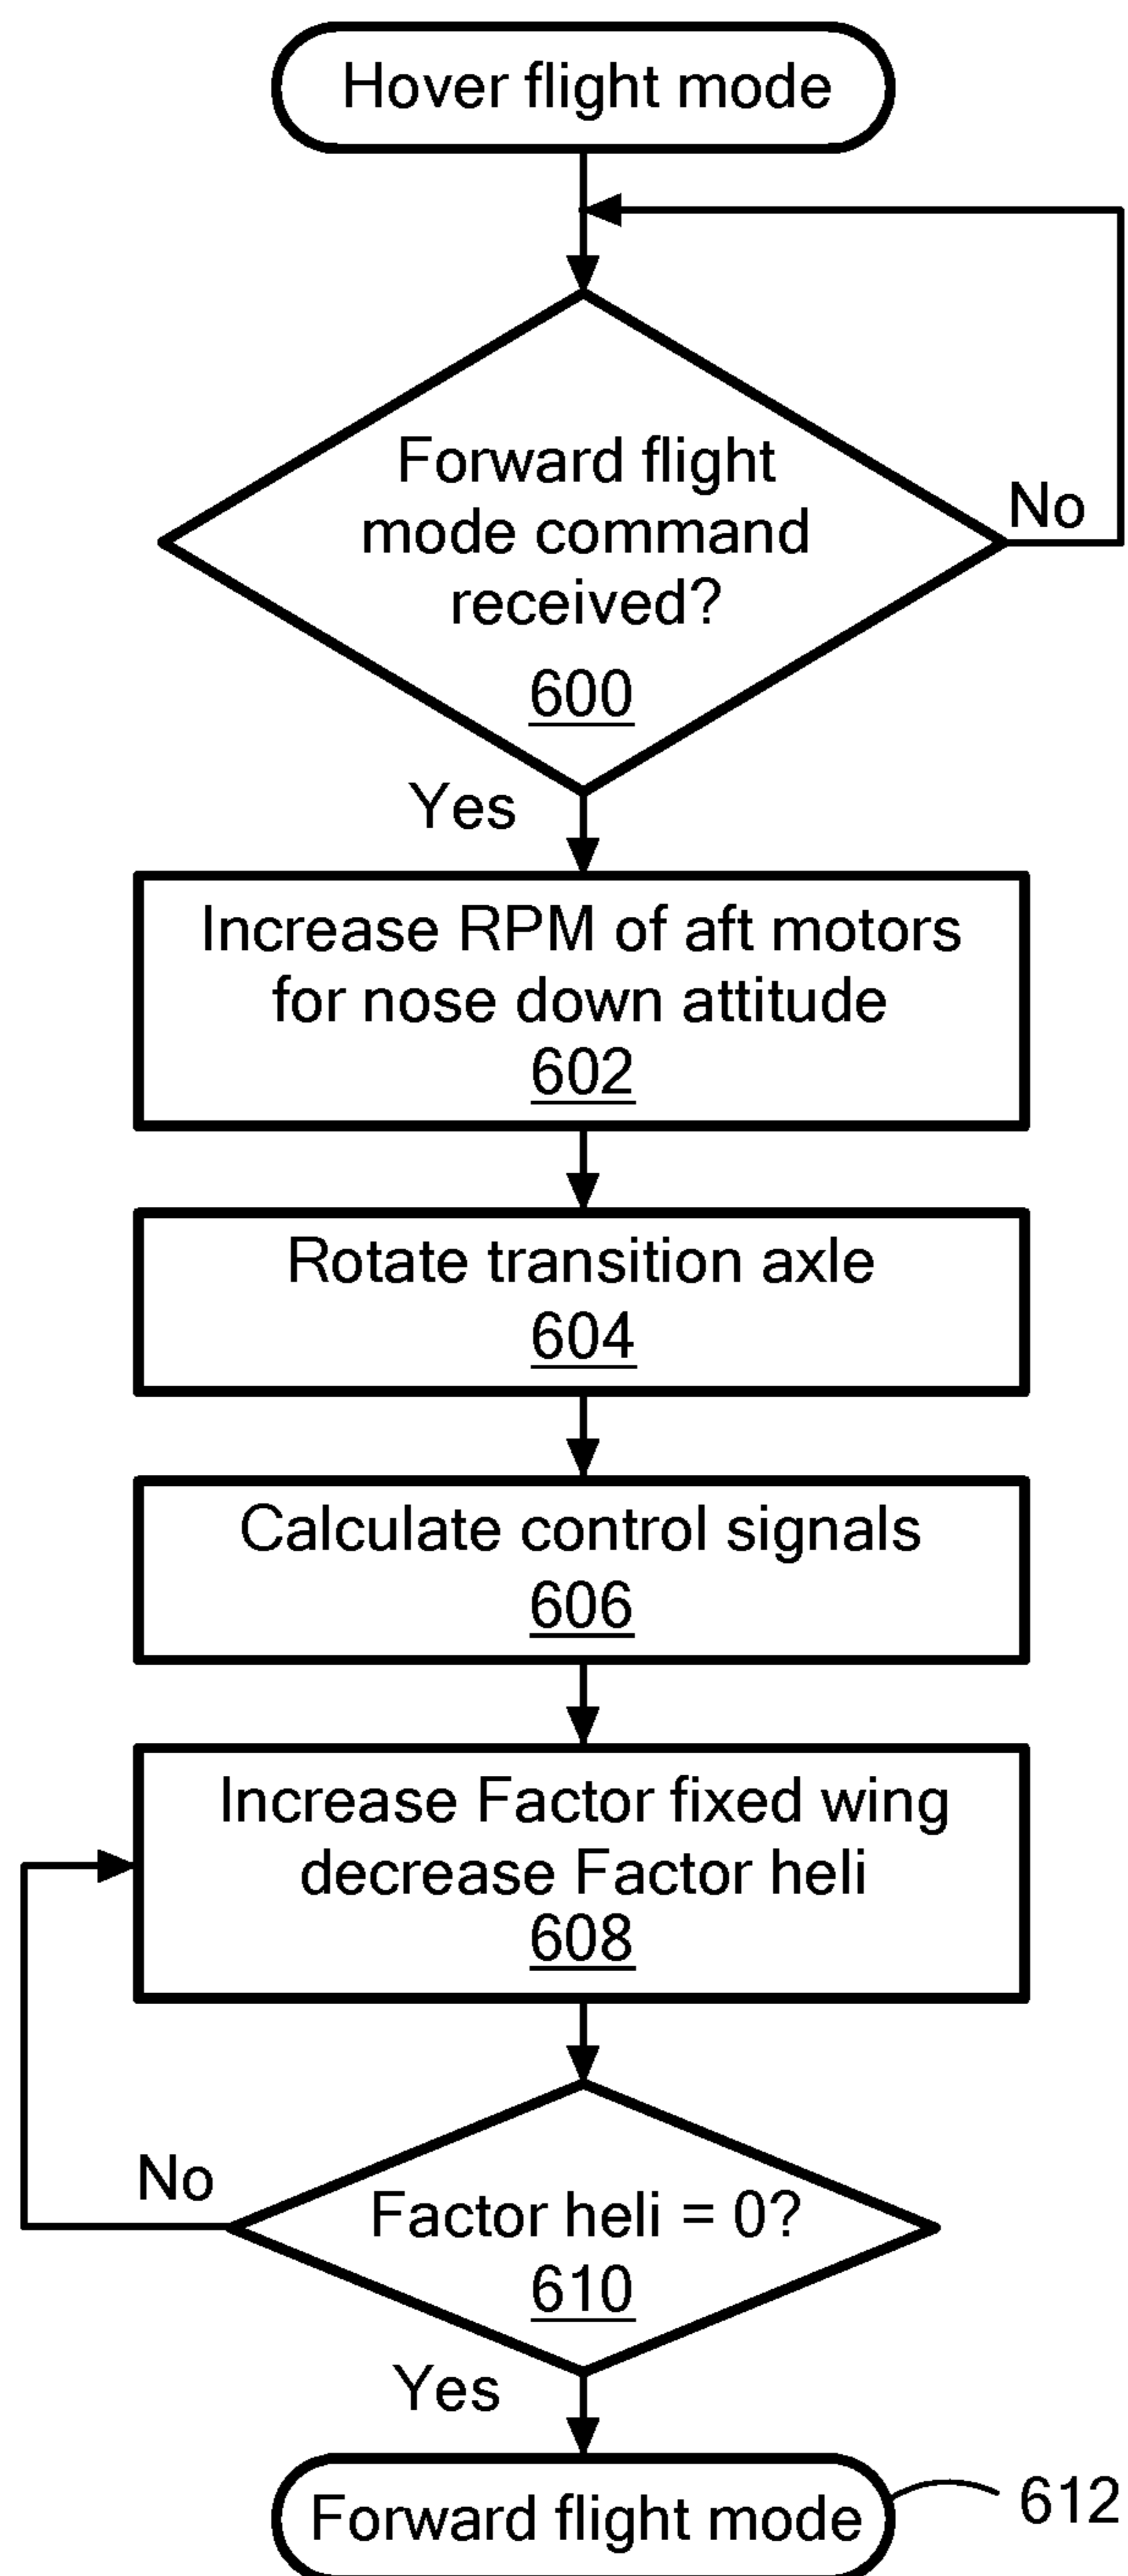 Hover flight mode
Forward flight
mode command
received?
600
No
Yes
Increase RPM of aft motors
for nose down attitude
602
Rotate transition axle
604
Calculate control signals
606
Increase Factor fixed wing
decrease Factor heli
608
No
Factor heli = 0?
610
Yes
Forward flight mode
612